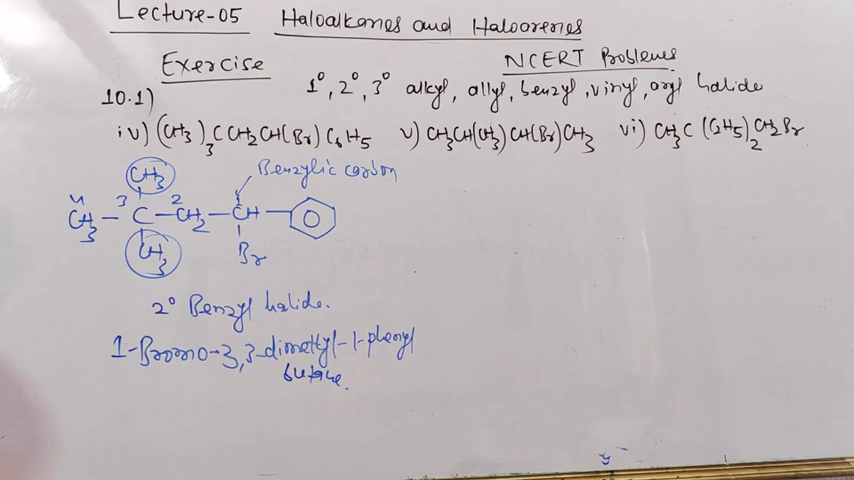 Lecture-05 Haloalkanes and Haloarenes
Exercise NCERT Problems
10.1) 1°, 2°, 3° alkyl, allyl, benzyl, vinyl, aryl halide
iv) (CH3)3CCH2CH(Br)C6H5 v) CH3CH(CH3)CH(Br)CH3 vi) CH3C(C2H5)2CH2Br
Benzylic carbon
CH3
4 3 2 1
CH3-C-CH2-CH-
CH3 Br
2° Benzyl halide.
1-Bromo-3,3-dimethyl-1-phenyl
butane.